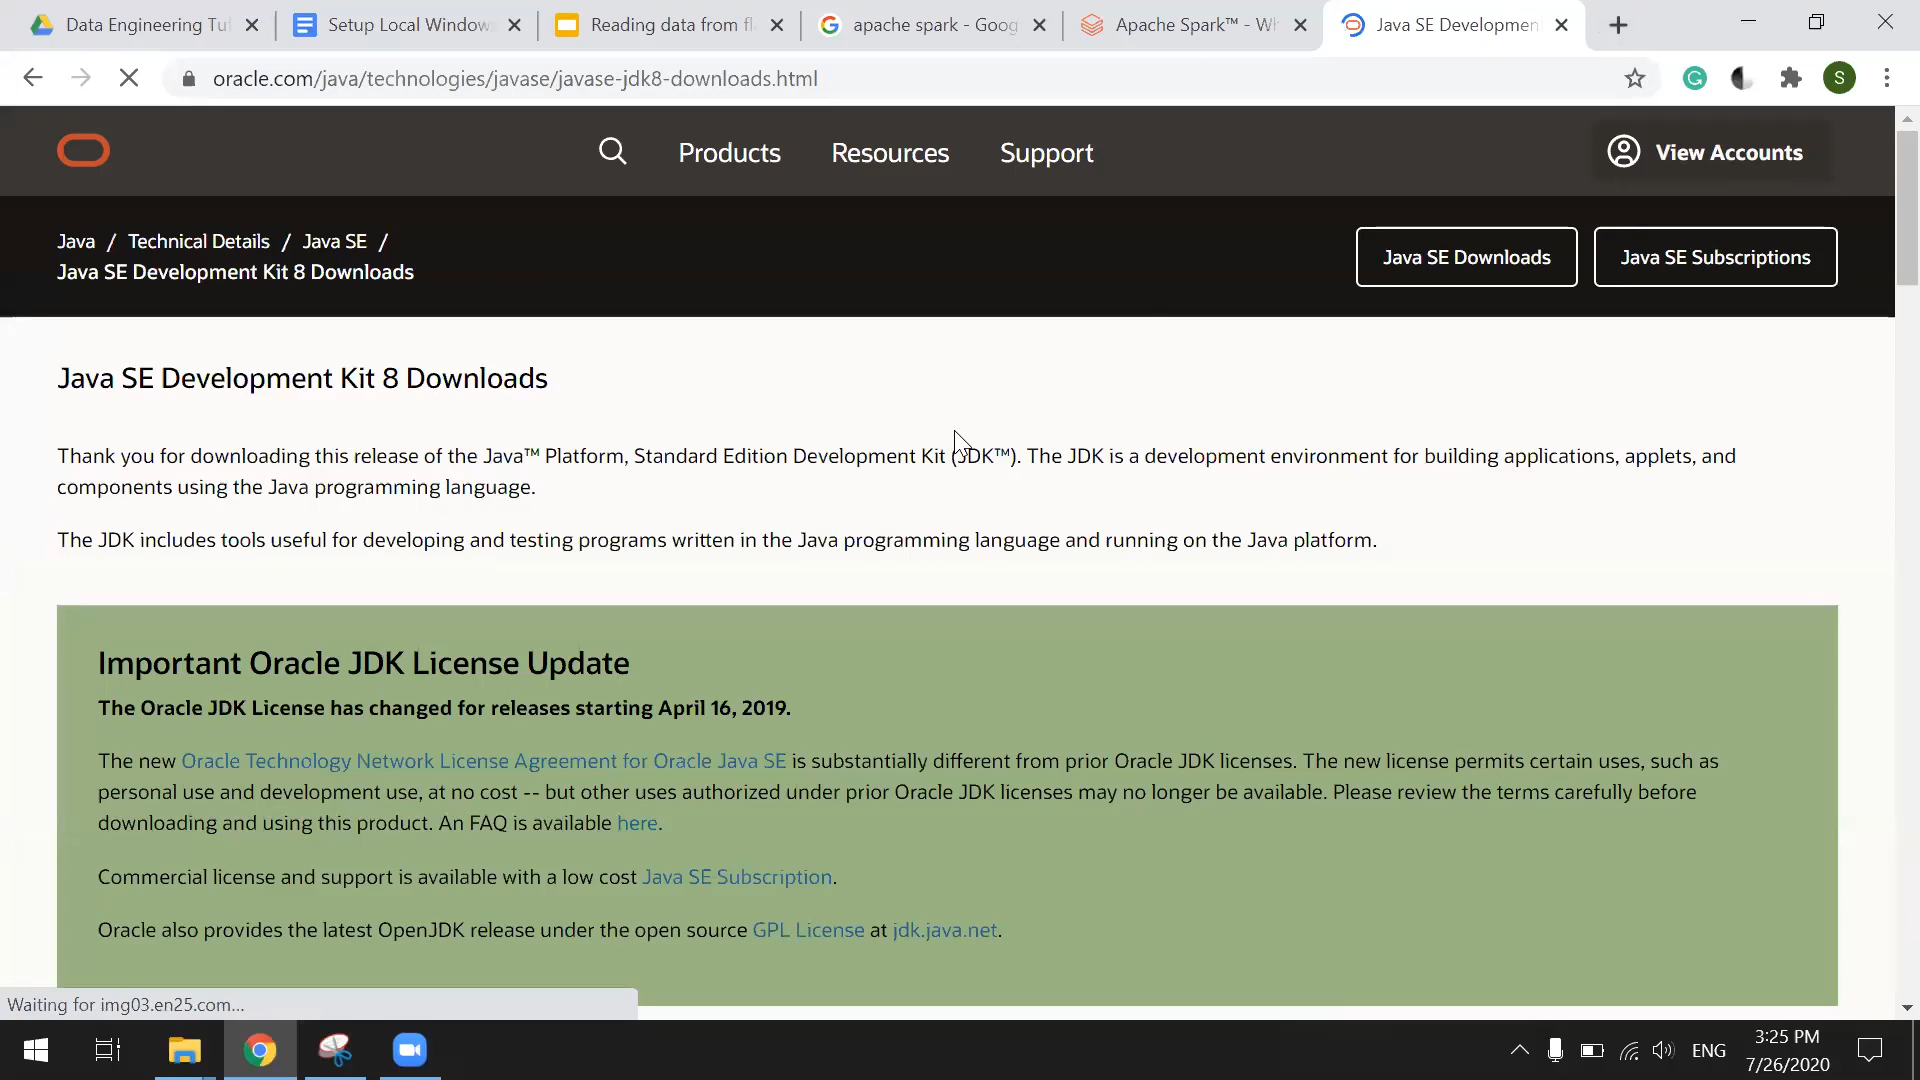 Data Engineering Tu
Setup Local Window
Reading data from fl
apache spark - Goog
Apache Spark™ - Wh
Java SE Developmen
oracle.com/java/technologies/javase/javase-jdk8-downloads.html
S
Products
Resources
Support
View Accounts
Java / Technical Details / Java SE /
Java SE Development Kit 8 Downloads
Java SE Downloads
Java SE Subscriptions
Java SE Development Kit 8 Downloads
Thank you for downloading this release of the Java™ Platform, Standard Edition Development Kit (JDK™). The JDK is a development environment for building applications, applets, and
components using the Java programming language.
The JDK includes tools useful for developing and testing programs written in the Java programming language and running on the Java platform.
Important Oracle JDK License Update
The Oracle JDK License has changed for releases starting April 16, 2019.
The new Oracle Technology Network License Agreement for Oracle Java SE is substantially different from prior Oracle JDK licenses. The new license permits certain uses, such as
personal use and development use, at no cost -- but other uses authorized under prior Oracle JDK licenses may no longer be available. Please review the terms carefully before
downloading and using this product. An FAQ is available here.
Commercial license and support is available with a low cost Java SE Subscription.
Oracle also provides the latest OpenJDK release under the open source GPL License at jdk.java.net.
Waiting for img03.en25.com...
ENG
3:25 PM
7/26/2020